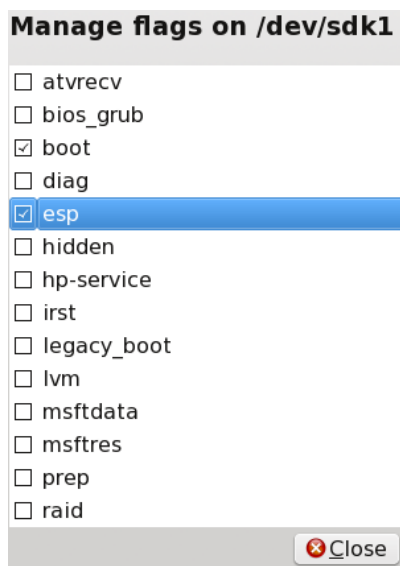 Manage flags on /dev/sdk1
atvrecv
bios_grub
boot
diag
esp
hidden
hp-service
irst
legacy_boot
lvm
msftdata
msftres
prep
raid
Close